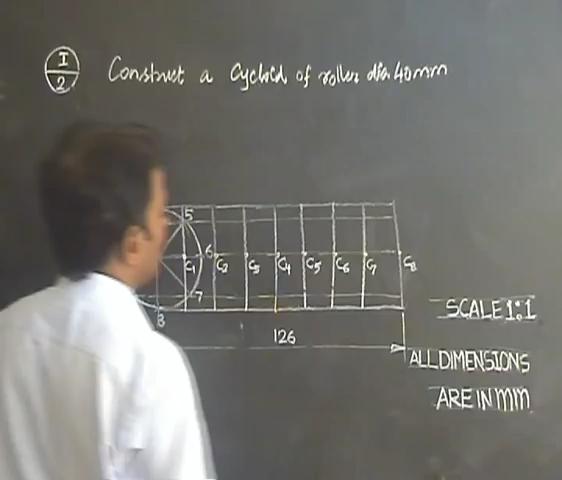 I
2
Construct a Cycloid of roller dia 40mm
5
6
C1 C2 C3 C4 C5 C6 C7 C8
7
8
126
SCALE 1:1
ALL DIMENSIONS
ARE IN mm